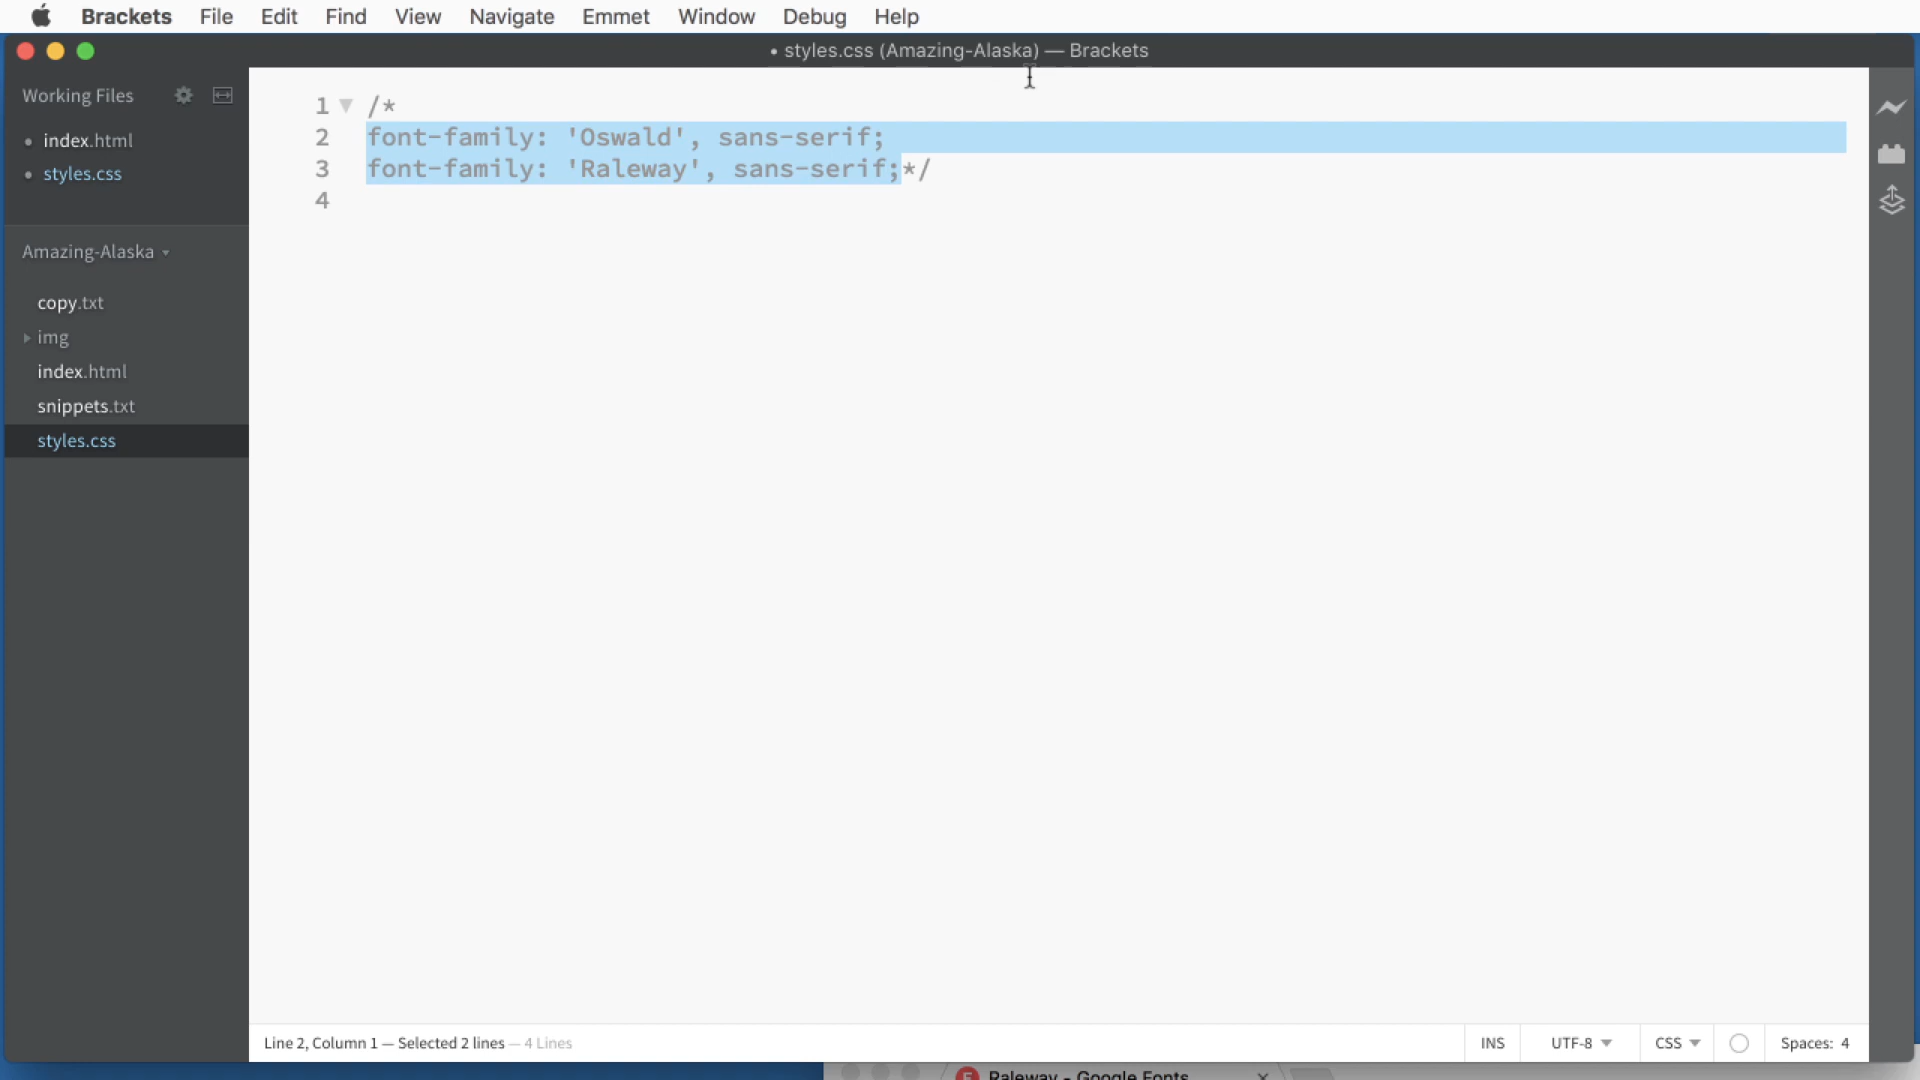 Brackets File Edit Find View Navigate Emmet Window Debug Help
• styles.css (Amazing-Alaska) — Brackets
Working Files
• index.html
• styles.css
Amazing-Alaska
copy.txt
img
index.html
snippets.txt
styles.css
1 /*
2 font-family: 'Oswald', sans-serif;
3 font-family: 'Raleway', sans-serif;*/
4
Line 2, Column 1 — Selected 2 lines — 4 Lines
INS UTF-8 CSS Spaces: 4
Raleway - Google Fonts